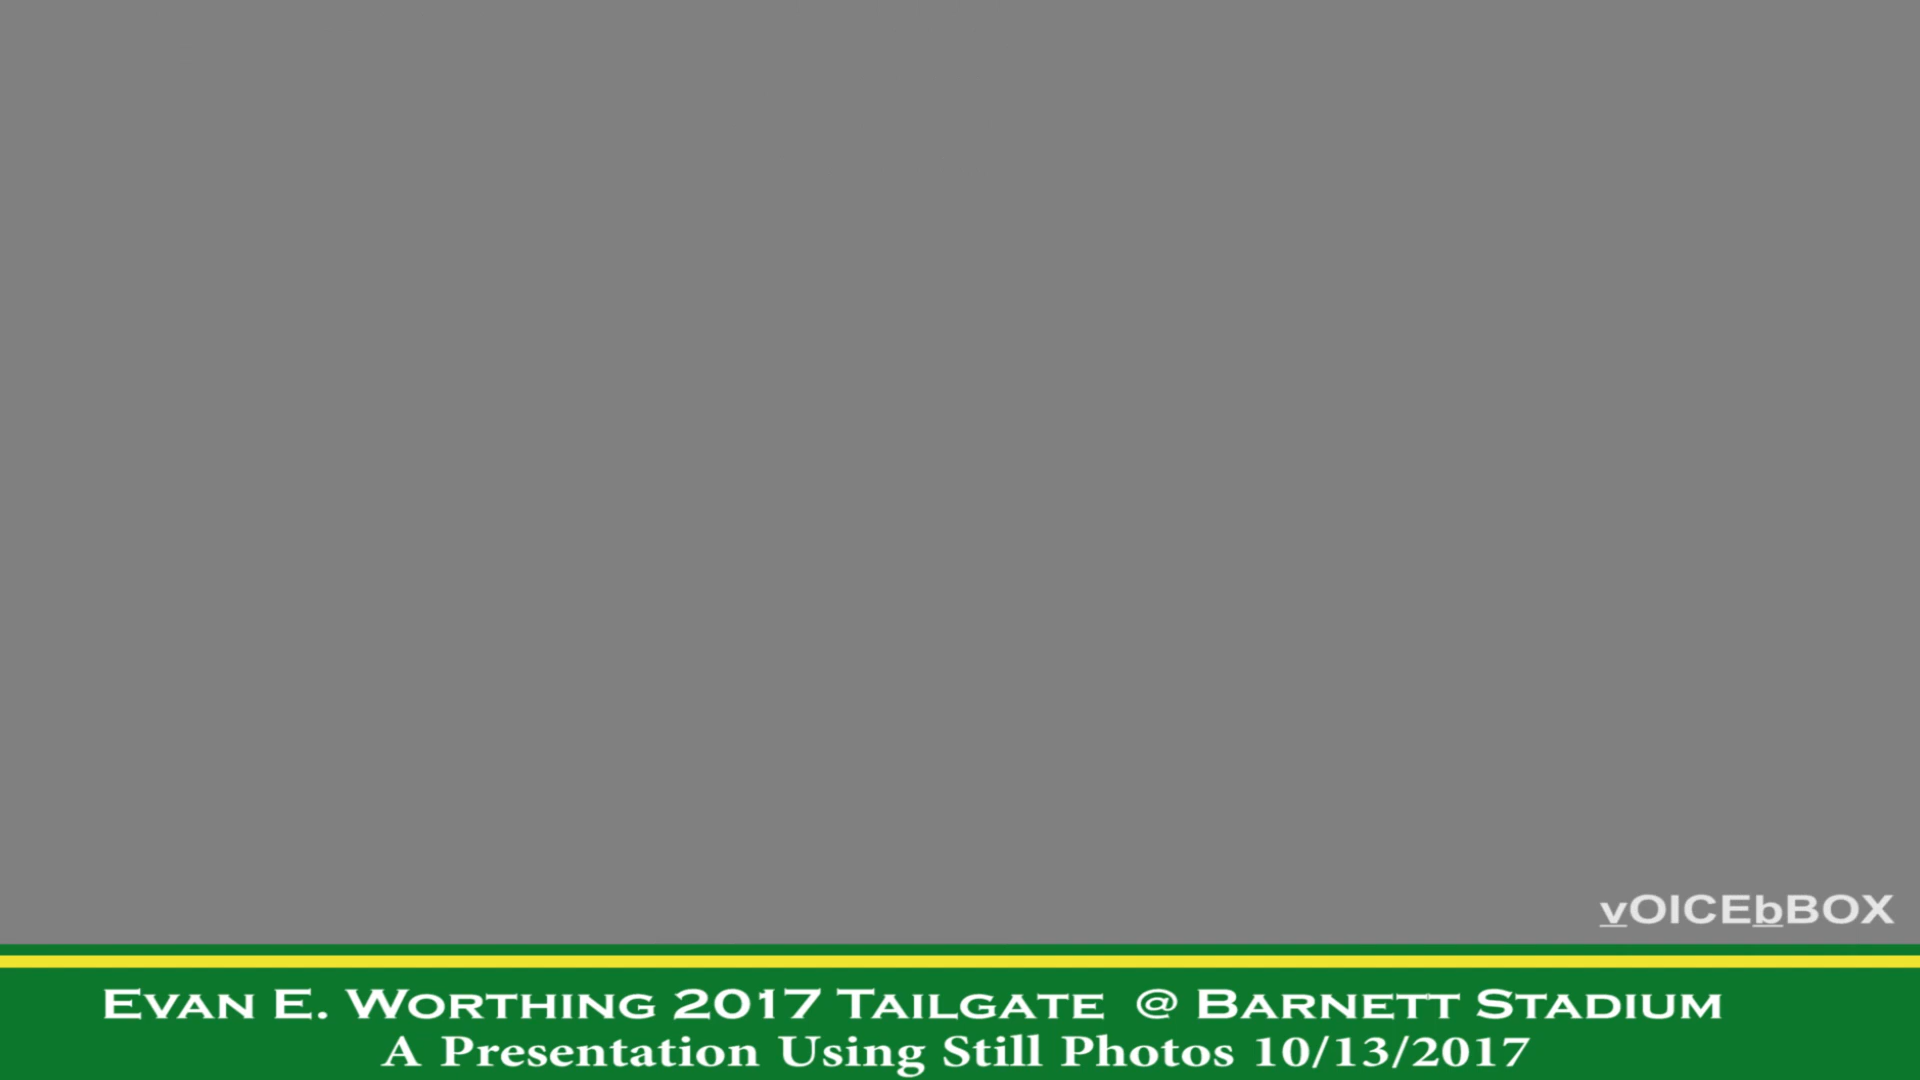 vOICEbBOX
EVAN E. WORTHING 2017 TAILGATE @ BARNETT STADIUM
A Presentation Using Still Photos 10/13/2017